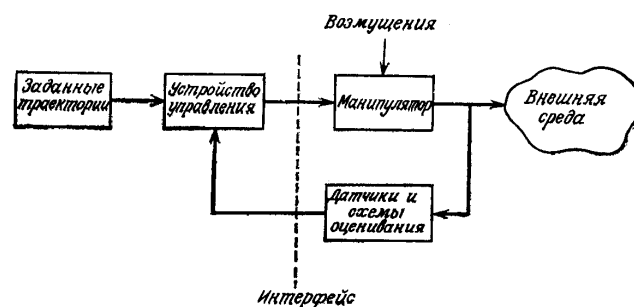 Возмущения
Заданные
траектории
Устройство
управления
Манипулятор
Внешняя
среда
Датчики и
схемы
оценивания
Интерфейс